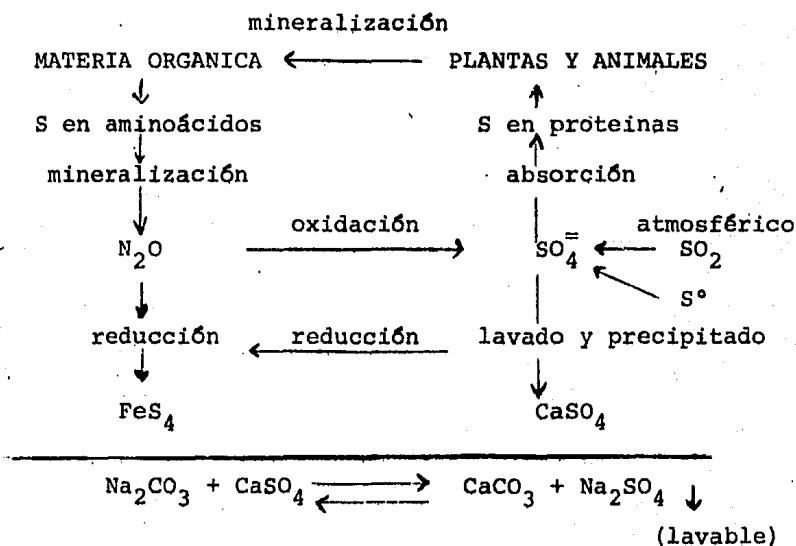 mineralización
MATERIA ORGANICA ← PLANTAS Y ANIMALES
S en aminoácidos S en proteinas
mineralización absorción
oxidación atmosférico
N₂O → SO₄⁼ ← SO₂
S°
reducción reducción lavado y precipitado
FeS₄ CaSO₄
Na₂CO₃ + CaSO₄ ⇄ CaCO₃ + Na₂SO₄ ↓
(lavable)